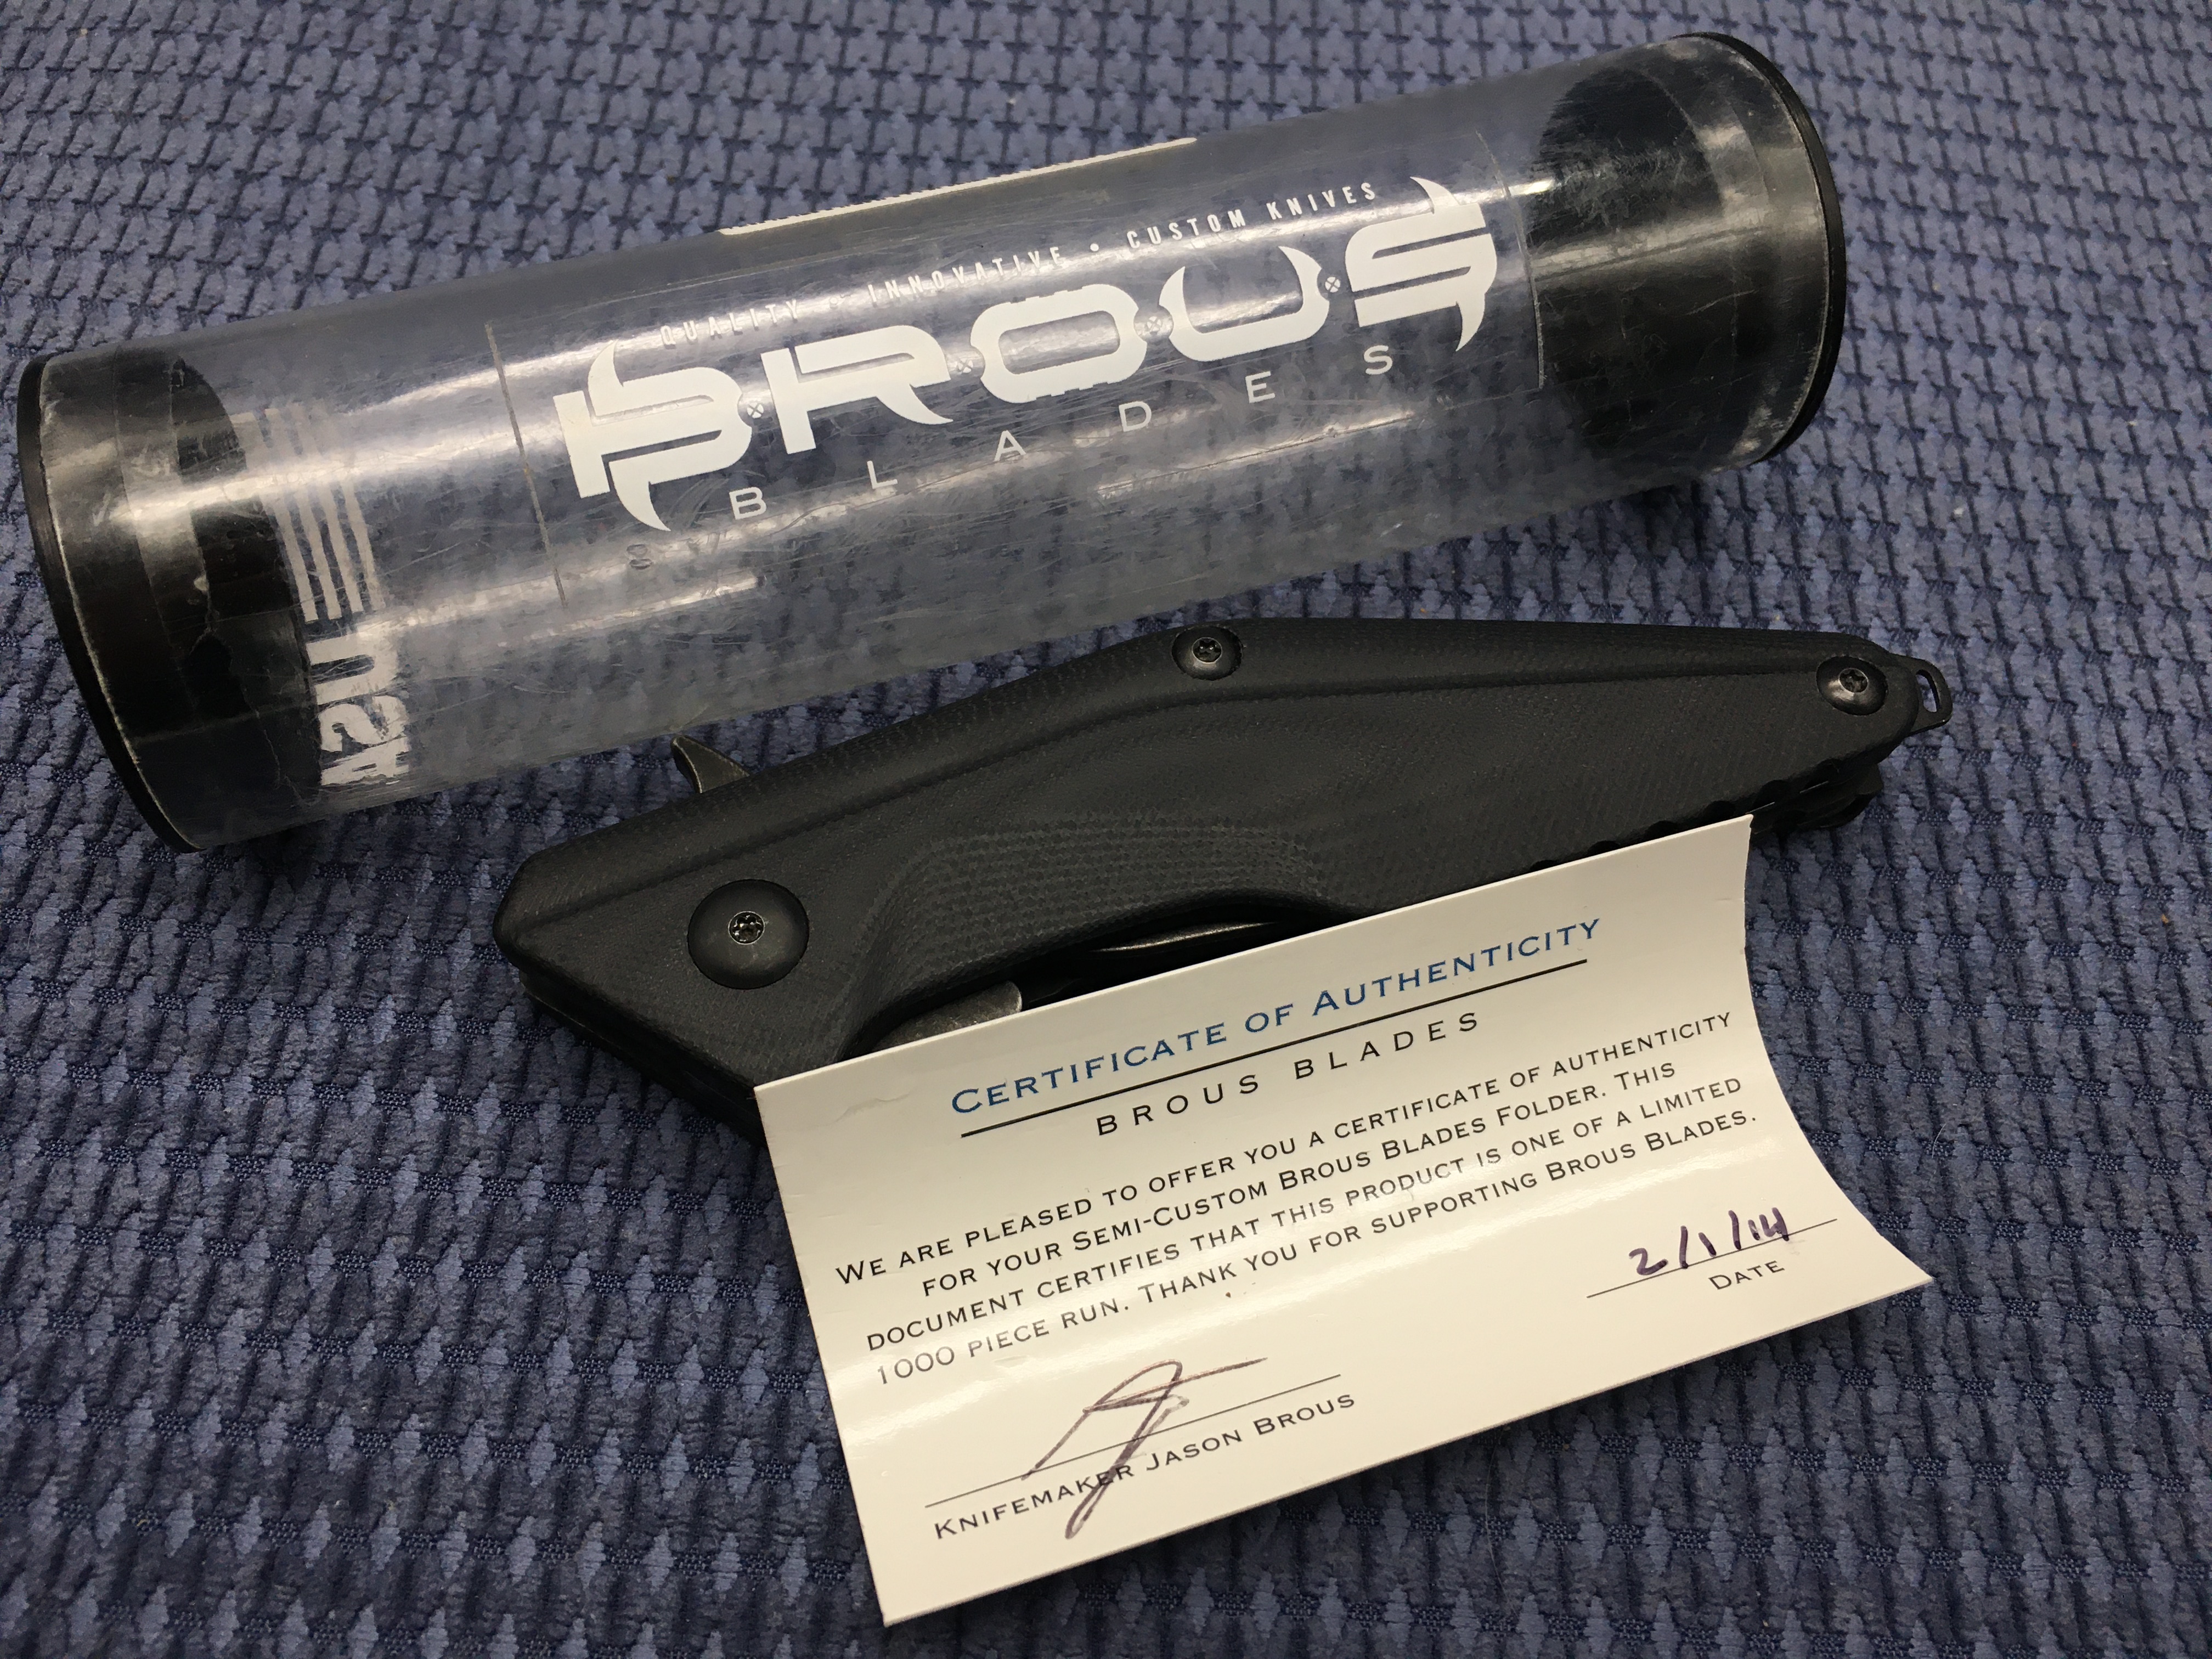 QUALITY • INNOVATIVE • CUSTOM KNIVES
BROUS
BLADES
USA
CERTIFICATE OF AUTHENTICITY
BROUS BLADES
WE ARE PLEASED TO OFFER YOU A CERTIFICATE OF AUTHENTICITY
FOR YOUR SEMI-CUSTOM BROUS BLADES FOLDER. THIS
DOCUMENT CERTIFIES THAT THIS PRODUCT IS ONE OF A LIMITED
1000 PIECE RUN. THANK YOU FOR SUPPORTING BROUS BLADES.
2/1/14
DATE
KNIFEMAKER JASON BROUS